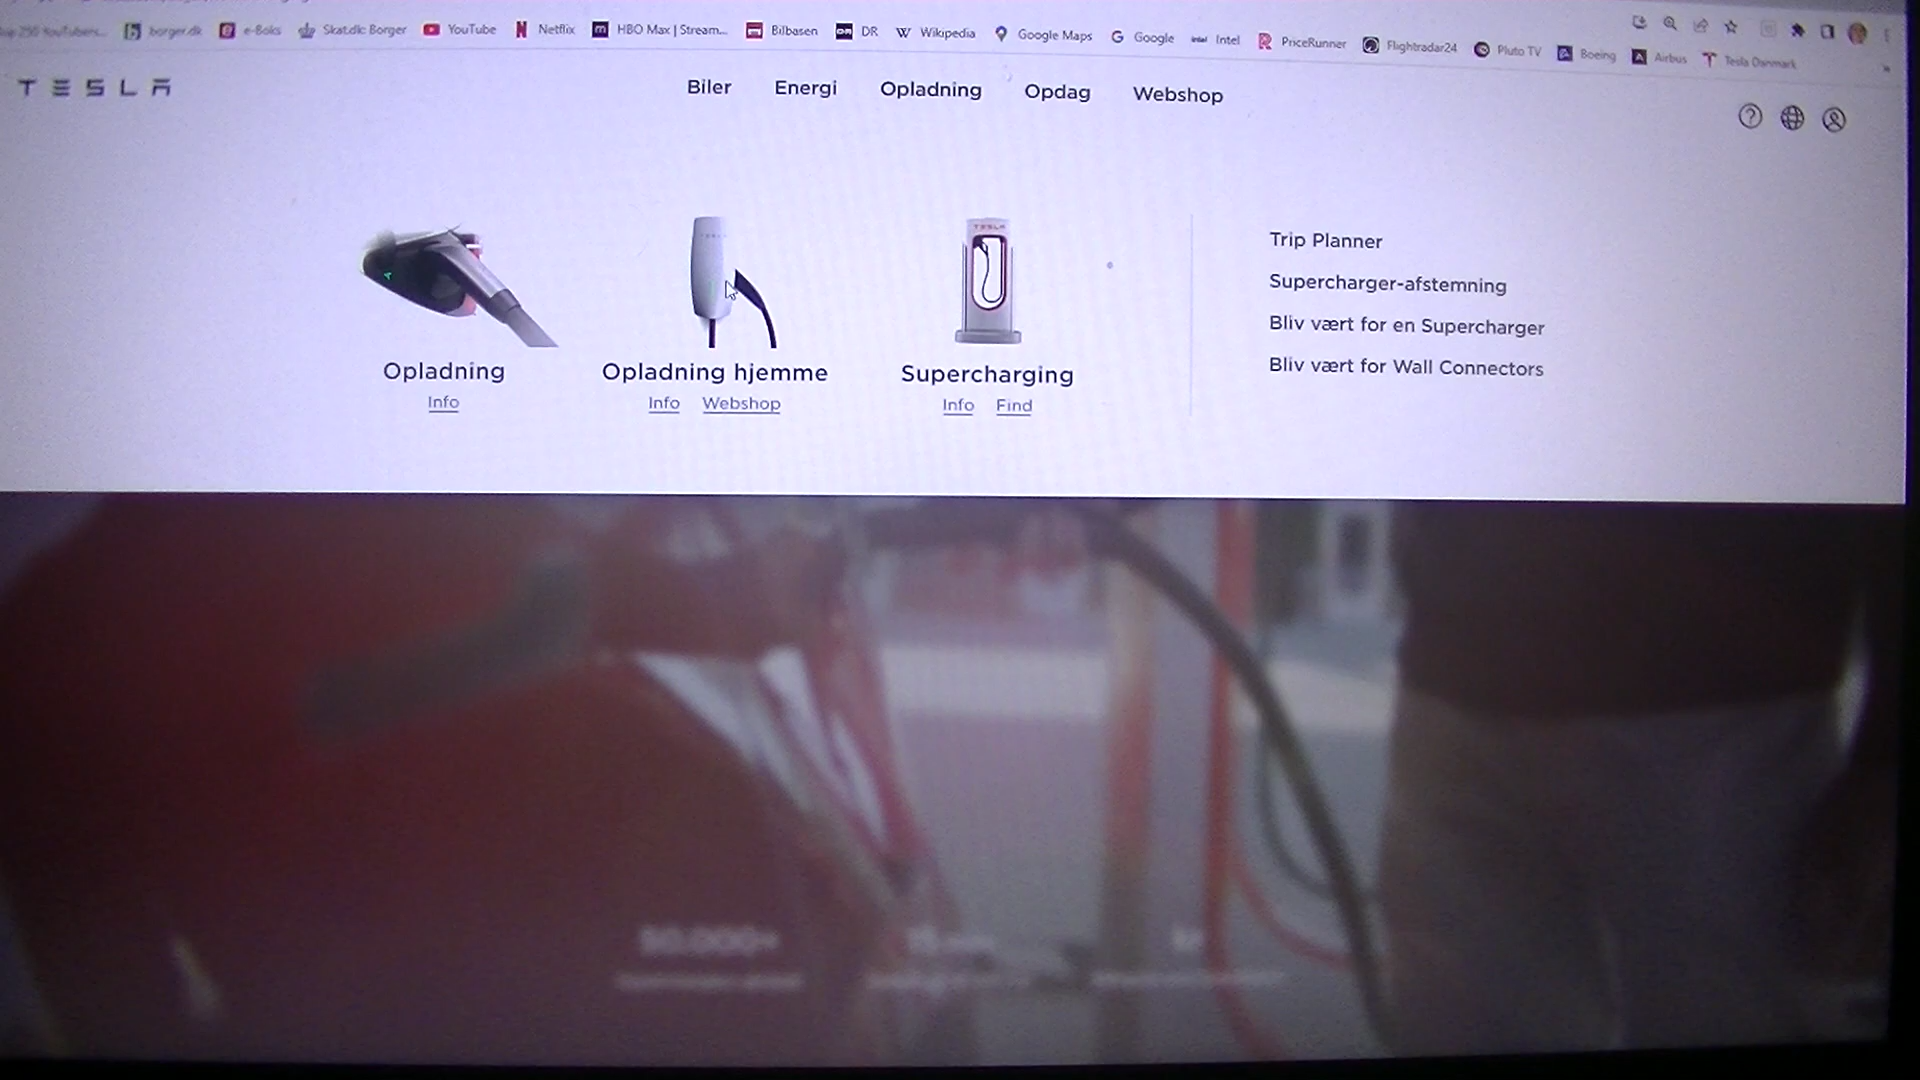 borger.dk e-Boks Skat.dk: Borger YouTube Netflix HBO Max | Stream... Bilbasen DR Wikipedia Google Maps Google Intel PriceRunner Flightradar24 Pluto TV Boeing Airbus Tesla Danmark
TESLA Biler Energi Opladning Opdag Webshop
Trip Planner
Supercharger-afstemning
Bliv vært for en Supercharger
Bliv vært for Wall Connectors
Opladning Opladning hjemme Supercharging
Info Info Webshop Info Find